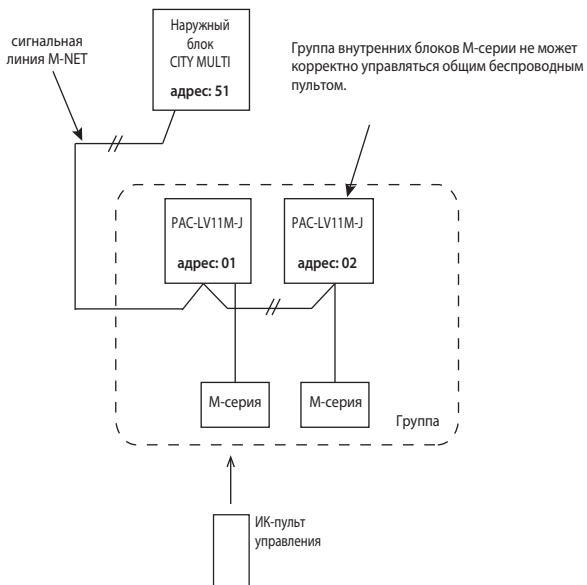 сигнальная
линия M-NET
Наружный
блок
CITY MULTI
адрес: 51
Группа внутренних блоков М-серии не может
корректно управляться общим беспроводным
пультом.
PAC-LV11M-J
адрес: 01
PAC-LV11M-J
адрес: 02
М-серия
М-серия
Группа
ИК-пульт
управления